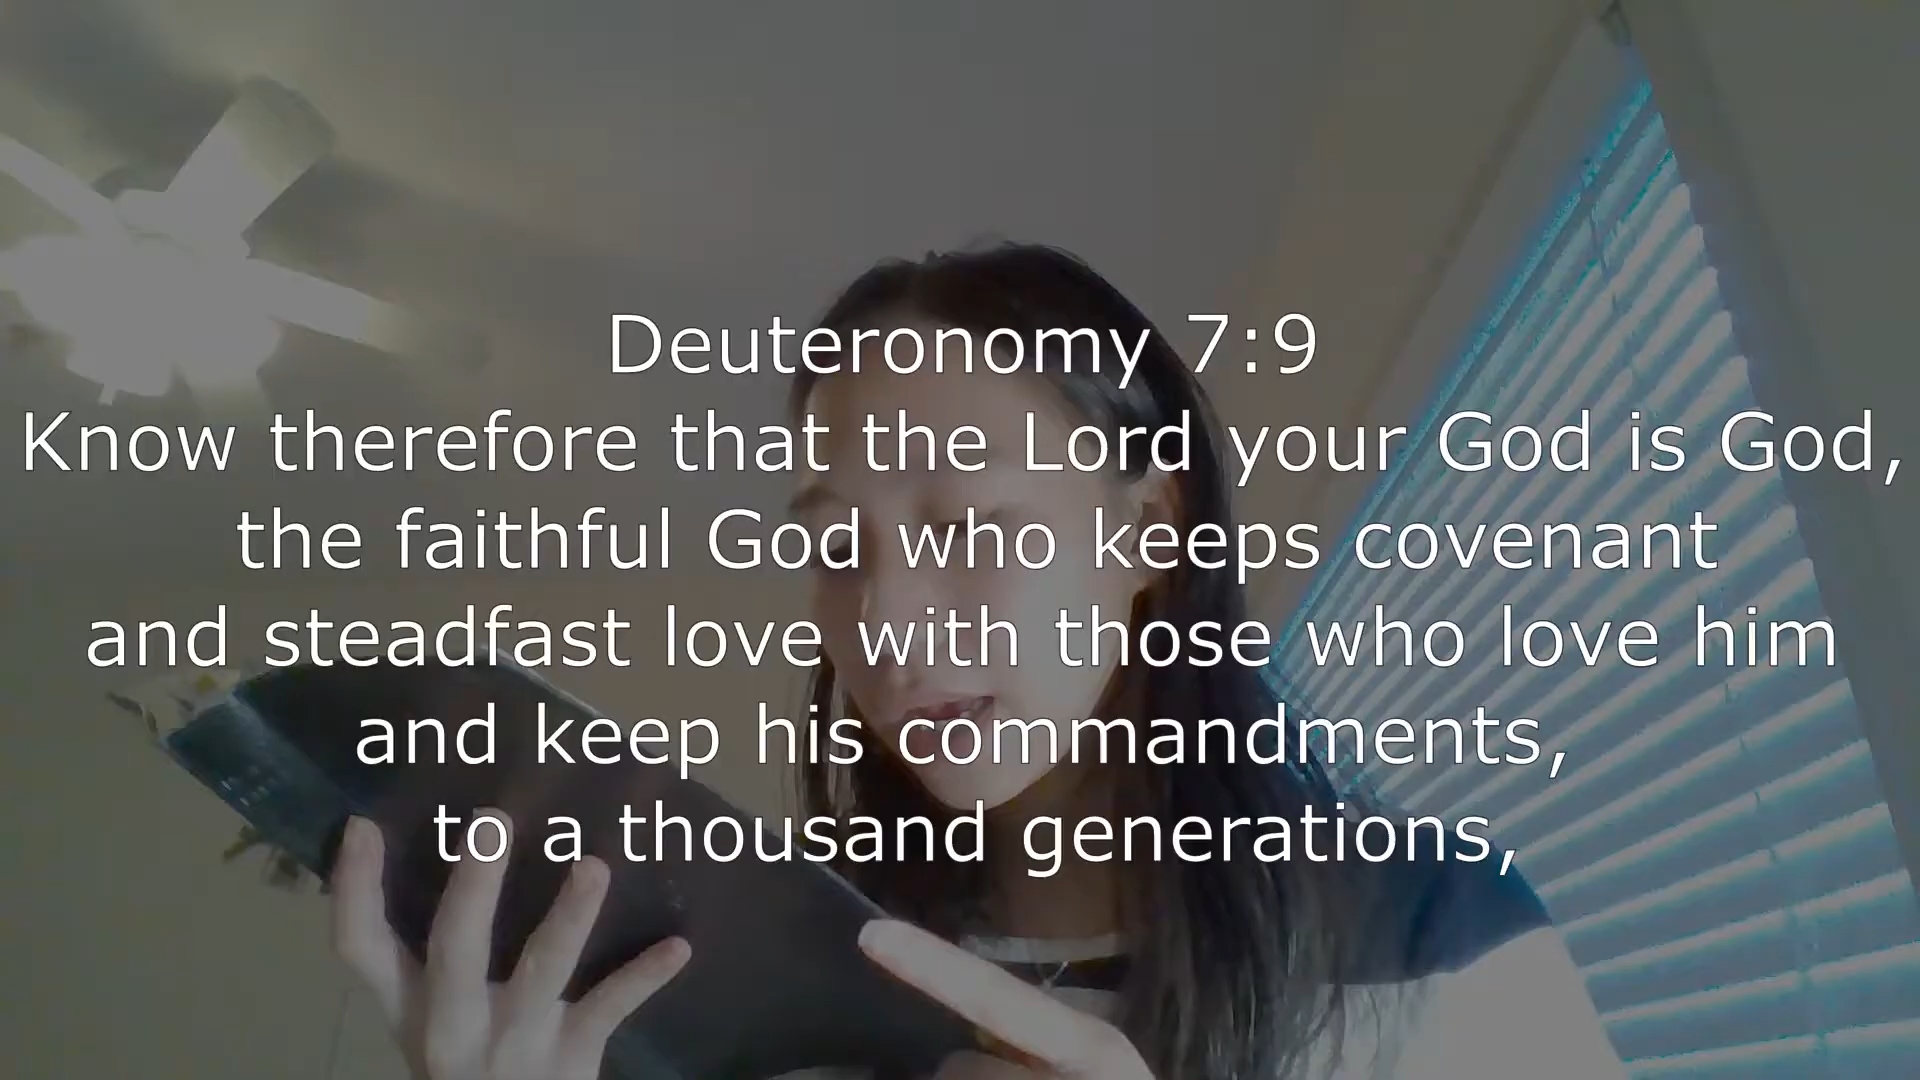 Deuteronomy 7:9
Know therefore that the Lord your God is God,
the faithful God who keeps covenant
and steadfast love with those who love him
and keep his commandments,
to a thousand generations,